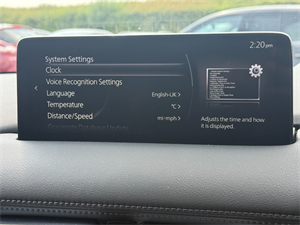 2:20 pm
System Settings
Clock
Voice Recognition Settings
Language English-UK >
Temperature °C >
Distance/Speed mi·mph >
Adjusts the time and how
it is displayed.